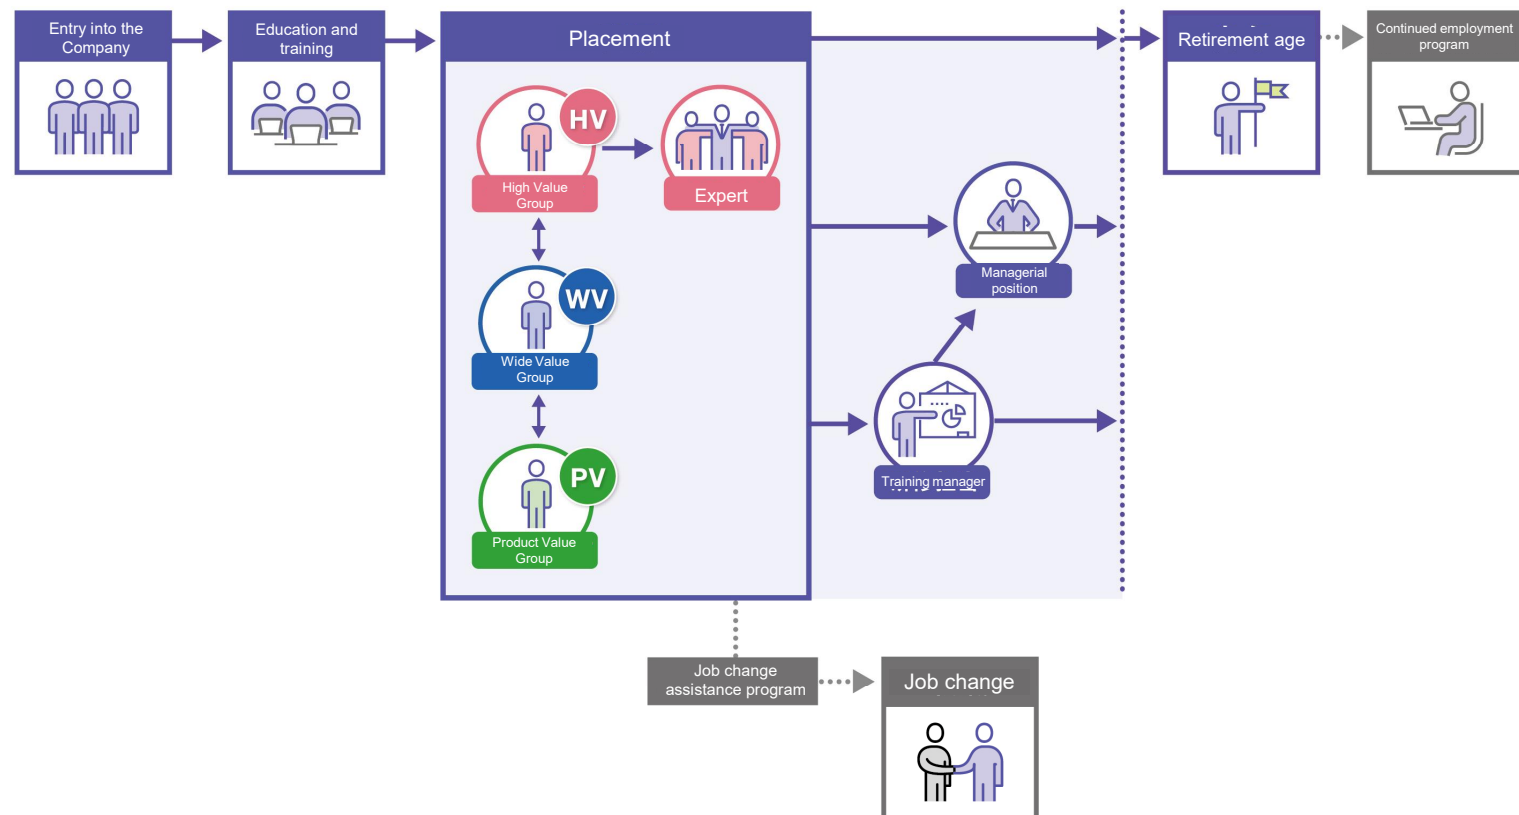 Entry into the
Company
Education and
training
Placement
Retirement age
Continued employment
program
HV
High Value
Group
Expert
WV
Wide Value
Group
PV
Product Value
Group
Managerial
position
Training manager
Job change
assistance program
Job change